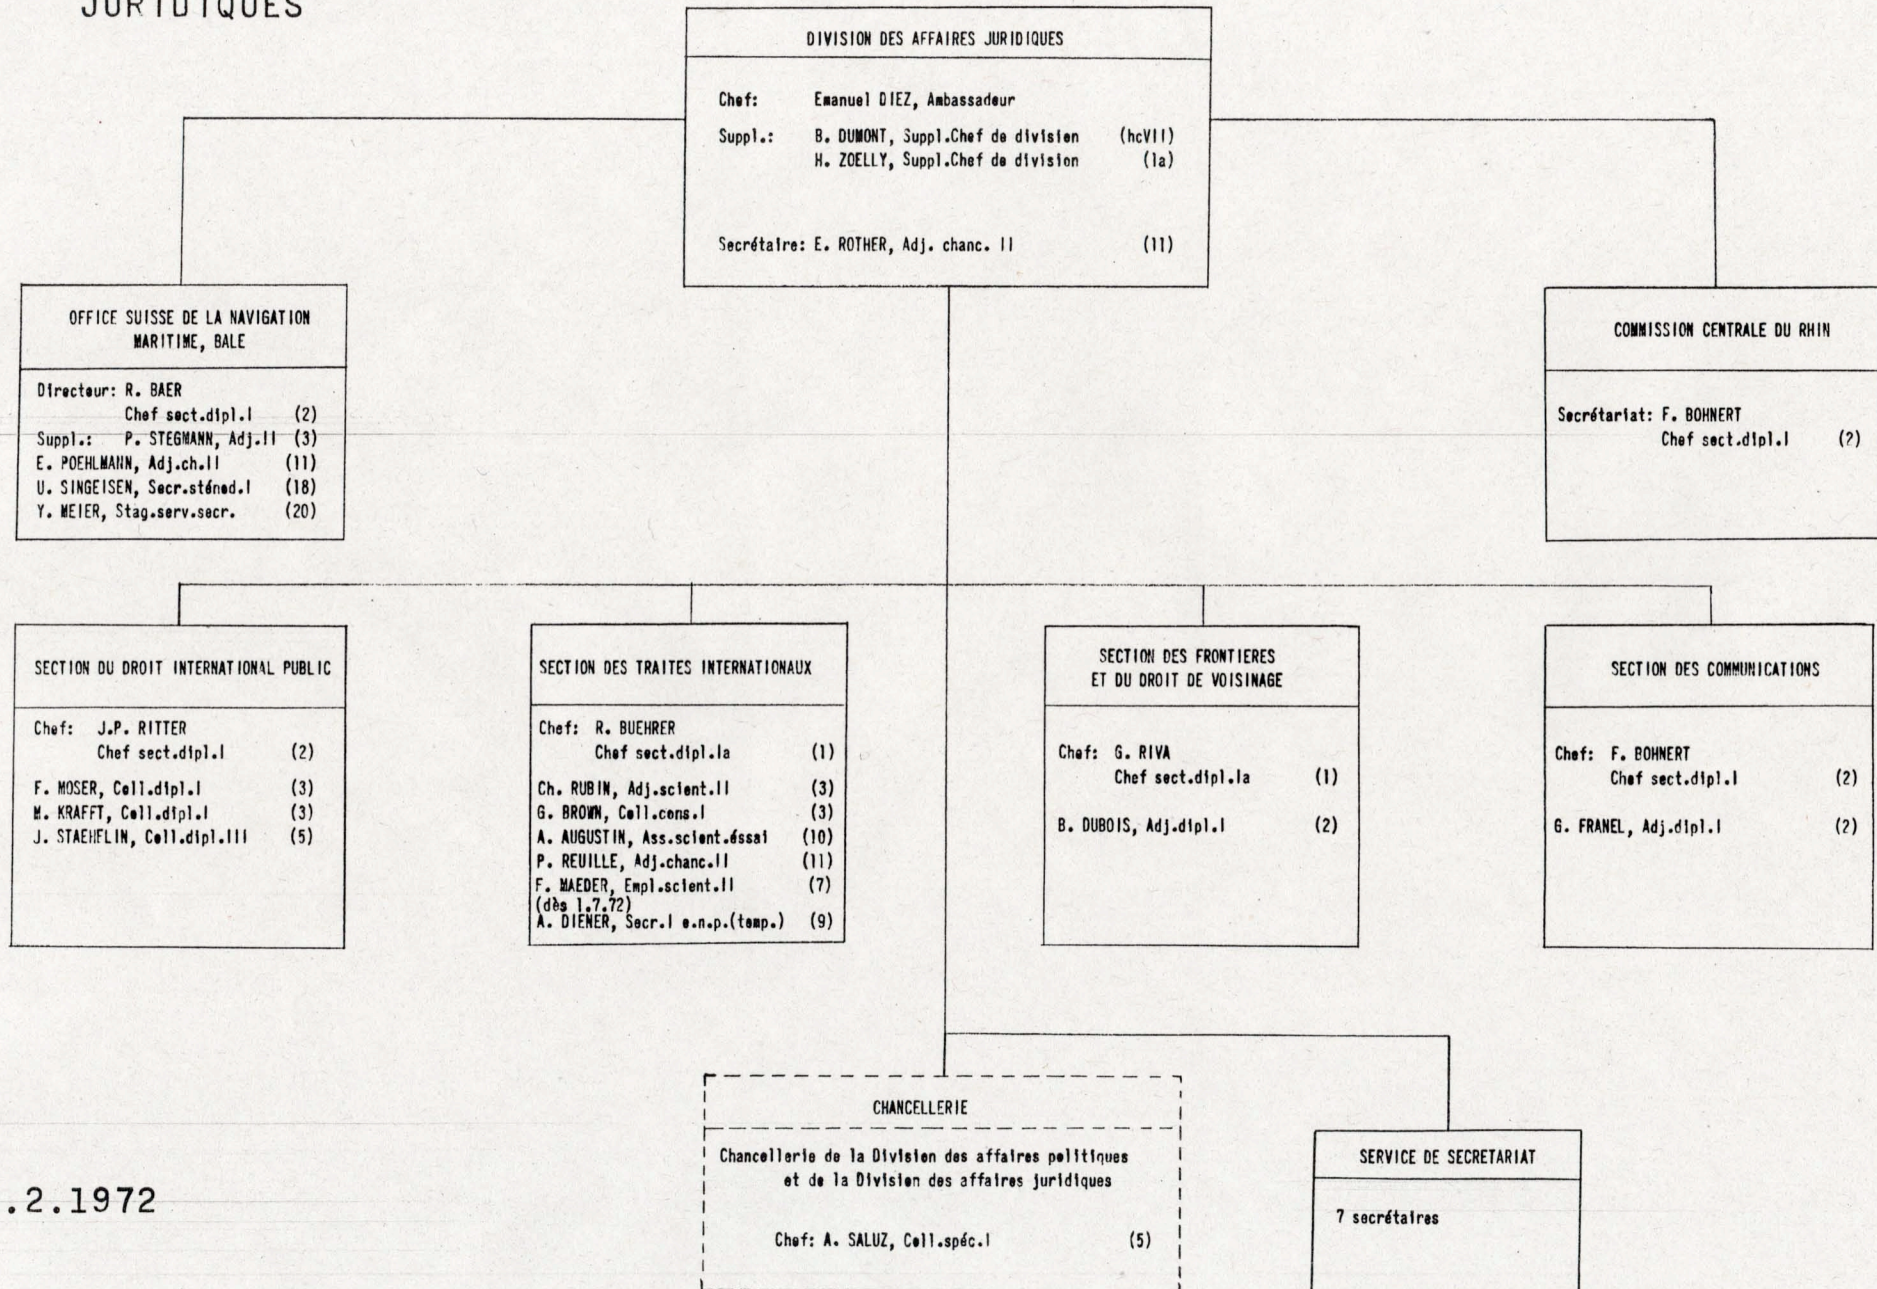 JURIDIQUES
DIVISION DES AFFAIRES JURIDIQUES
Chef: Emanuel DIEZ, Ambassadeur
Suppl.: B. DUMONT, Suppl.Chef de division (hcVII)
H. ZOELLY, Suppl.Chef de division (1a)
Secrétaire: E. ROTHER, Adj. chanc. II (11)
OFFICE SUISSE DE LA NAVIGATION
MARITIME, BALE
Directeur: R. BAER
Chef sect.dipl.I (2)
Suppl.: P. STEGMANN, Adj.II (3)
E. POEHLMANN, Adj.ch.II (11)
U. SINGEISEN, Secr.sténod.I (18)
Y. MEIER, Stag.serv.secr. (20)
COMMISSION CENTRALE DU RHIN
Secrétariat: F. BOHNERT
Chef sect.dipl.I (2)
SECTION DU DROIT INTERNATIONAL PUBLIC
Chef: J.P. RITTER
Chef sect.dipl.I (2)
F. MOSER, Coll.dipl.I (3)
M. KRAFFT, Coll.dipl.I (3)
J. STAEHELIN, Coll.dipl.III (5)
SECTION DES TRAITES INTERNATIONAUX
Chef: R. BUEHRER
Chef sect.dipl.Ia (1)
Ch. RUBIN, Adj.scient.II (3)
G. BROWN, Coll.cons.I (3)
A. AUGUSTIN, Ass.scient.éssai (10)
P. REUILLE, Adj.chanc.II (11)
F. MAEDER, Empl.scient.II (7)
(dès 1.7.72)
A. DIENER, Secr.I e.n.p.(temp.) (9)
SECTION DES FRONTIERES
ET DU DROIT DE VOISINAGE
Chef: G. RIVA
Chef sect.dipl.Ia (1)
B. DUBOIS, Adj.dipl.I (2)
SECTION DES COMMUNICATIONS
Chef: F. BOHNERT
Chef sect.dipl.I (2)
G. FRANEL, Adj.dipl.I (2)
CHANCELLERIE
Chancellerie de la Division des affaires politiques
et de la Division des affaires juridiques
Chef: A. SALUZ, Coll.spéc.I (5)
SERVICE DE SECRETARIAT
7 secrétaires
.2.1972